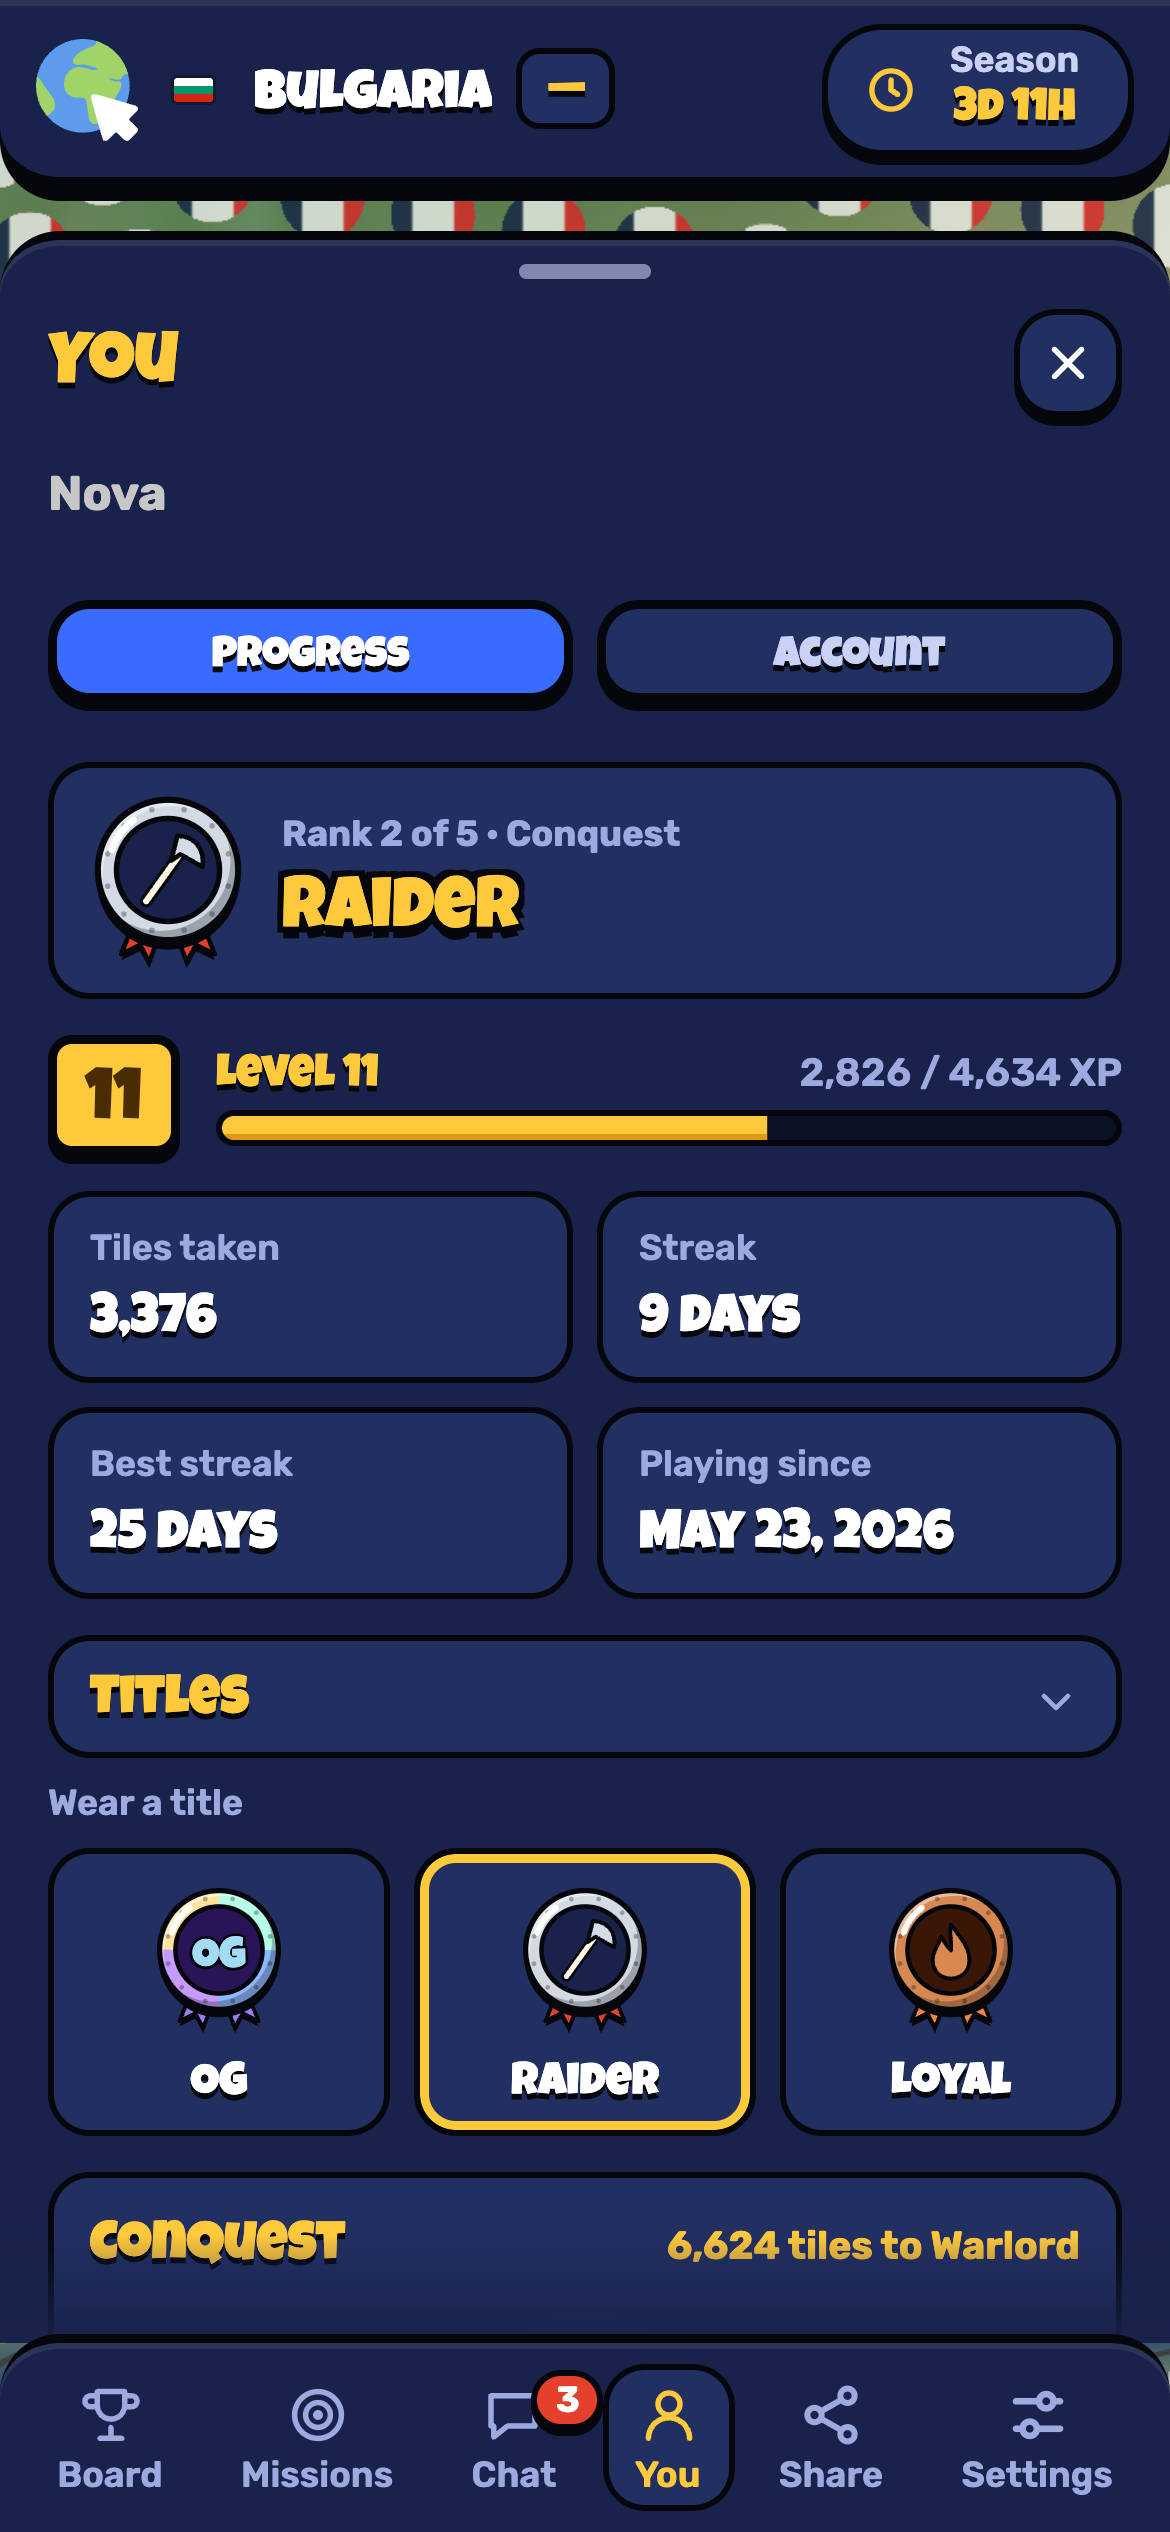 BULGARIA
Season
3D 11H
YOU
Nova
PROGRESS
ACCOUNT
Rank 2 of 5 • Conquest
RAIDER
11
LEVEL 11
2,826 / 4,634 XP
Tiles taken
3,376
Streak
9 DAYS
Best streak
25 DAYS
Playing since
MAY 23, 2026
TITLES
Wear a title
OG
OG
RAIDER
LOYAL
CONQUEST
6,624 tiles to Warlord
3
Board
Missions
Chat
You
Share
Settings